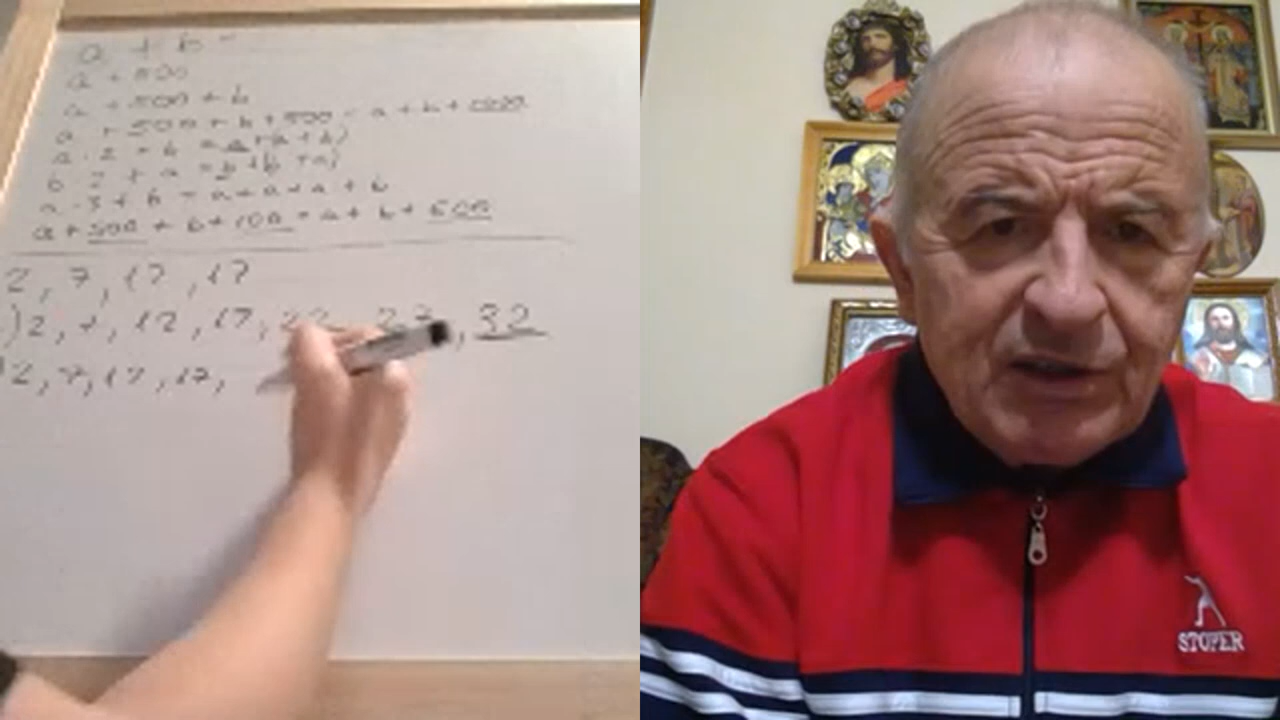 a + b =
a + 500
a + 500 + b
a + 500 + b + 500 = a + b + 1000
a · 2 + b = a + (a + b)
b · 2 + a = b + (b + a)
a · 3 + b = a + a + a + b
a + 500 + b + 100 = a + b + 600
2, 7, 12, 17
)2, 7, 12, 17, 22, 27, 32
2, 7, 12, 17,
STOPER